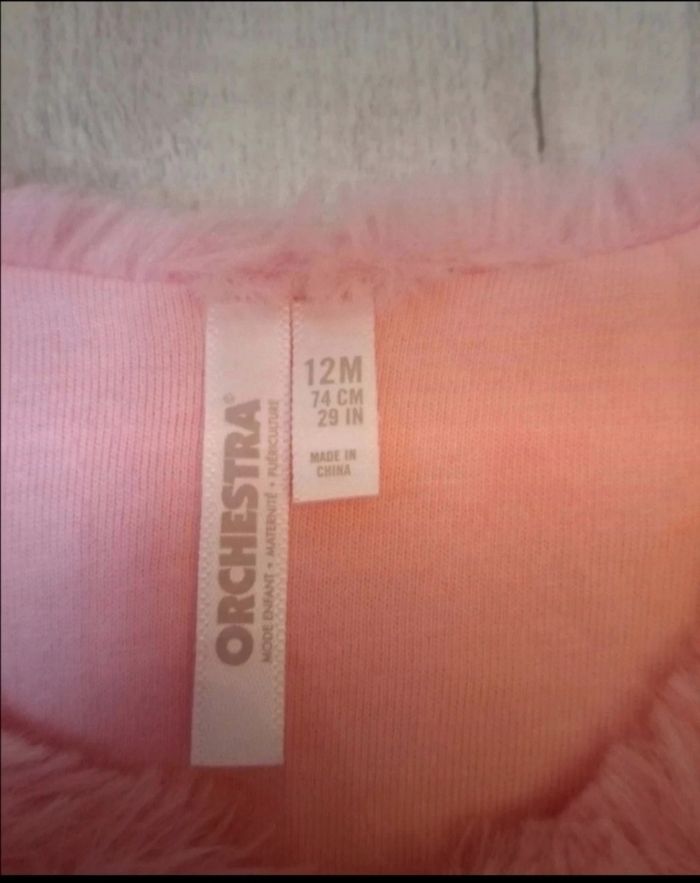 ORCHESTRA©
MODE ENFANT • MATERNITÉ • PUÉRICULTURE
12M
74 CM
29 IN
MADE IN
CHINA